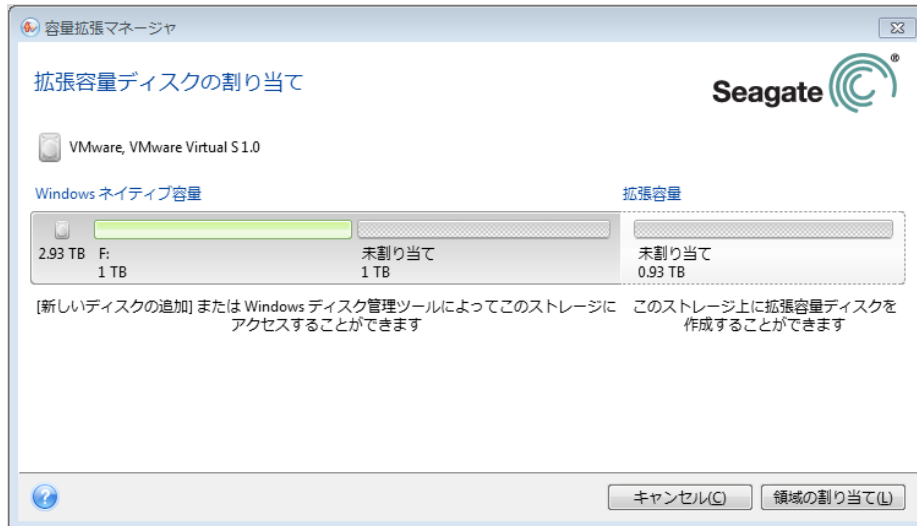 容量拡張マネージャ
拡張容量ディスクの割り当て
Seagate®
VMware, VMware Virtual S 1.0
Windows ネイティブ容量
拡張容量
2.93 TB
F:
1 TB
未割り当て
1 TB
未割り当て
0.93 TB
[新しいディスクの追加] または Windows ディスク管理ツールによってこのストレージに
アクセスすることができます
このストレージ上に拡張容量ディスクを
作成することができます
キャンセル(C)
領域の割り当て(L)